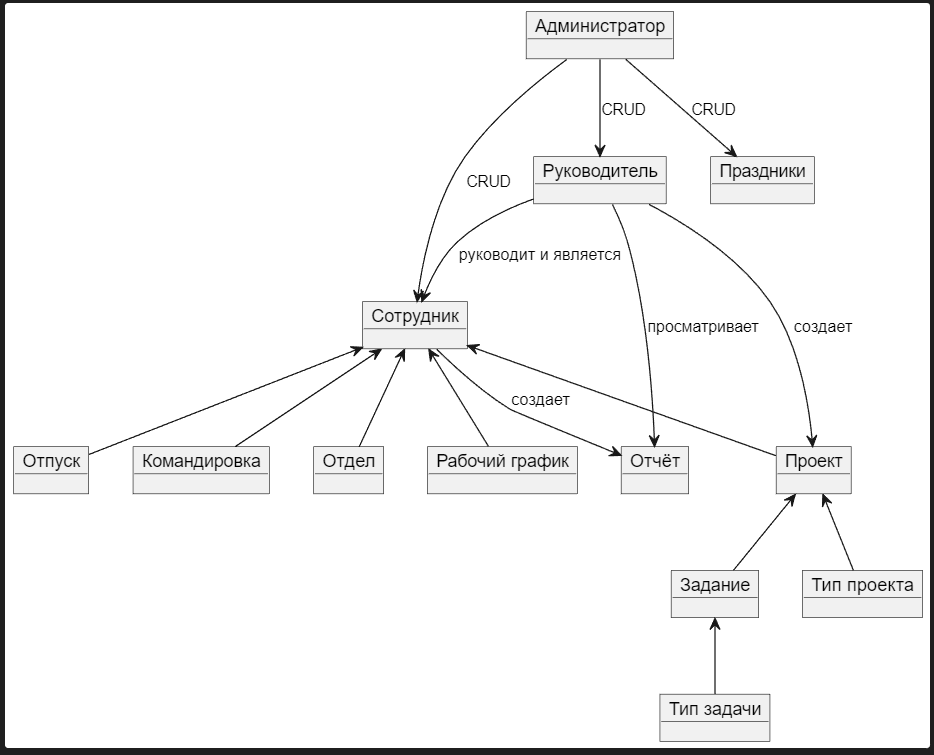 Администратор
CRUD
CRUD
Руководитель
Праздники
CRUD
руководит и является
Сотрудник
просматривает
создает
создает
Отпуск
Командировка
Отдел
Рабочий график
Отчёт
Проект
Задание
Тип проекта
Тип задачи